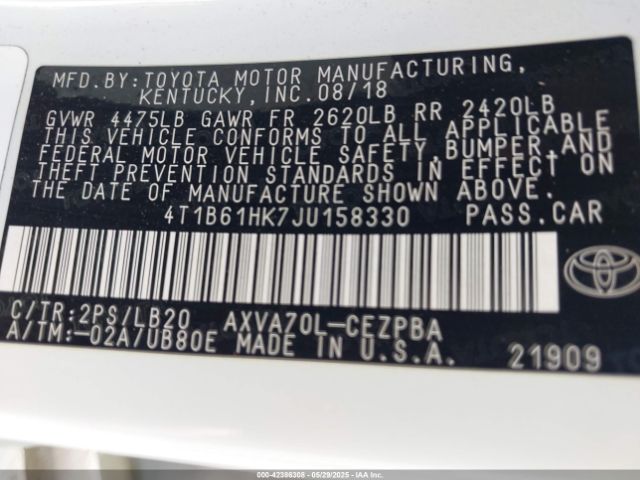 MFD. BY: TOYOTA MOTOR MANUFACTURING,
KENTUCKY, INC. 08/18
GVWR 4475LB GAWR FR 2620LB RR 2420LB
THIS VEHICLE CONFORMS TO ALL APPLICABLE
FEDERAL MOTOR VEHICLE SAFETY, BUMPER, AND
THEFT PREVENTION STANDARDS IN EFFECT ON
THE DATE OF MANUFACTURE SHOWN ABOVE.
4T1B61HK7JU158330 PASS. CAR
C/TR: 2PS/LB20 AXVA70L-CEZPBA
A/TM: -02A/UB80E MADE IN U.S.A. 21909
000-42386308 - 05/29/2025 - IAA Inc.